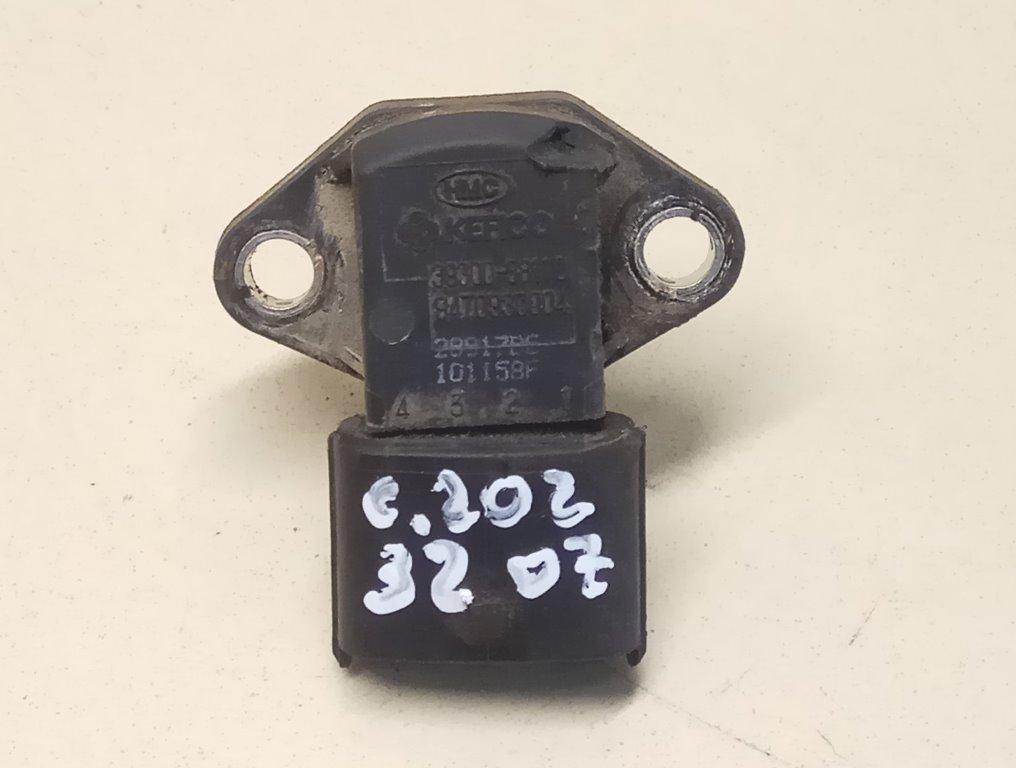 HMC
KEFICO
9470930004
101158F
4 3 2 1
c.202
32 07